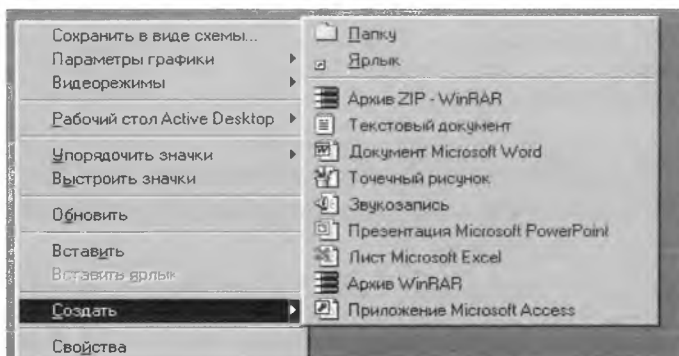 Сохранить в виде схемы...
Параметры графики
Видеорежимы
Рабочий стол Active Desktop
Упорядочить значки
Выстроить значки
Обновить
Вставить
Вставить ярлык
Создать
Свойства
Папку
Ярлык
Архив ZIP - WinRAR
Текстовый документ
Документ Microsoft Word
Точечный рисунок
Звукозапись
Презентация Microsoft PowerPoint
Лист Microsoft Excel
Архив WinRAR
Приложение Microsoft Access